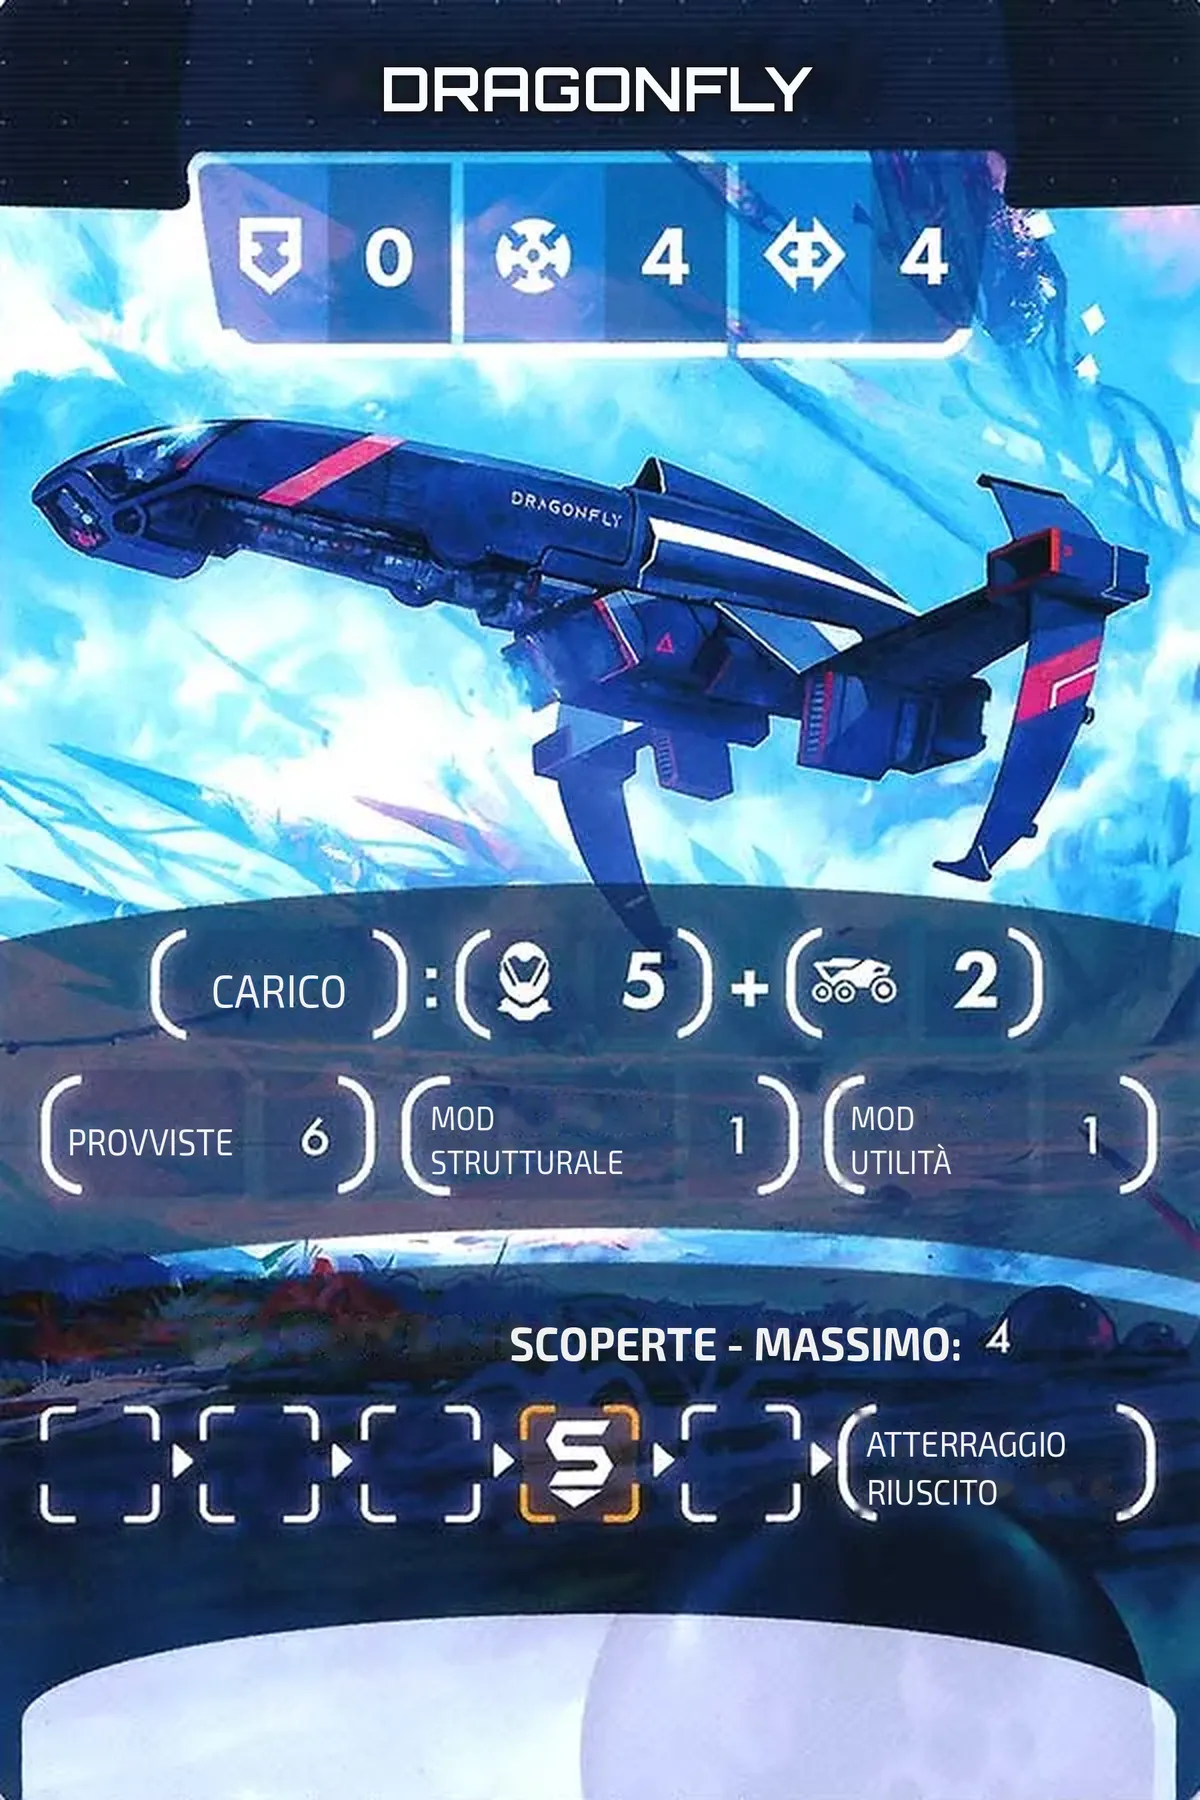 DRAGONFLY
0 4 4
DRAGONFLY
CARICO : 5 + 2
PROVVISTE 6
MOD
STRUTTURALE 1
MOD
UTILITÀ 1
SCOPERTE - MASSIMO: 4
S
ATTERRAGGIO
RIUSCITO